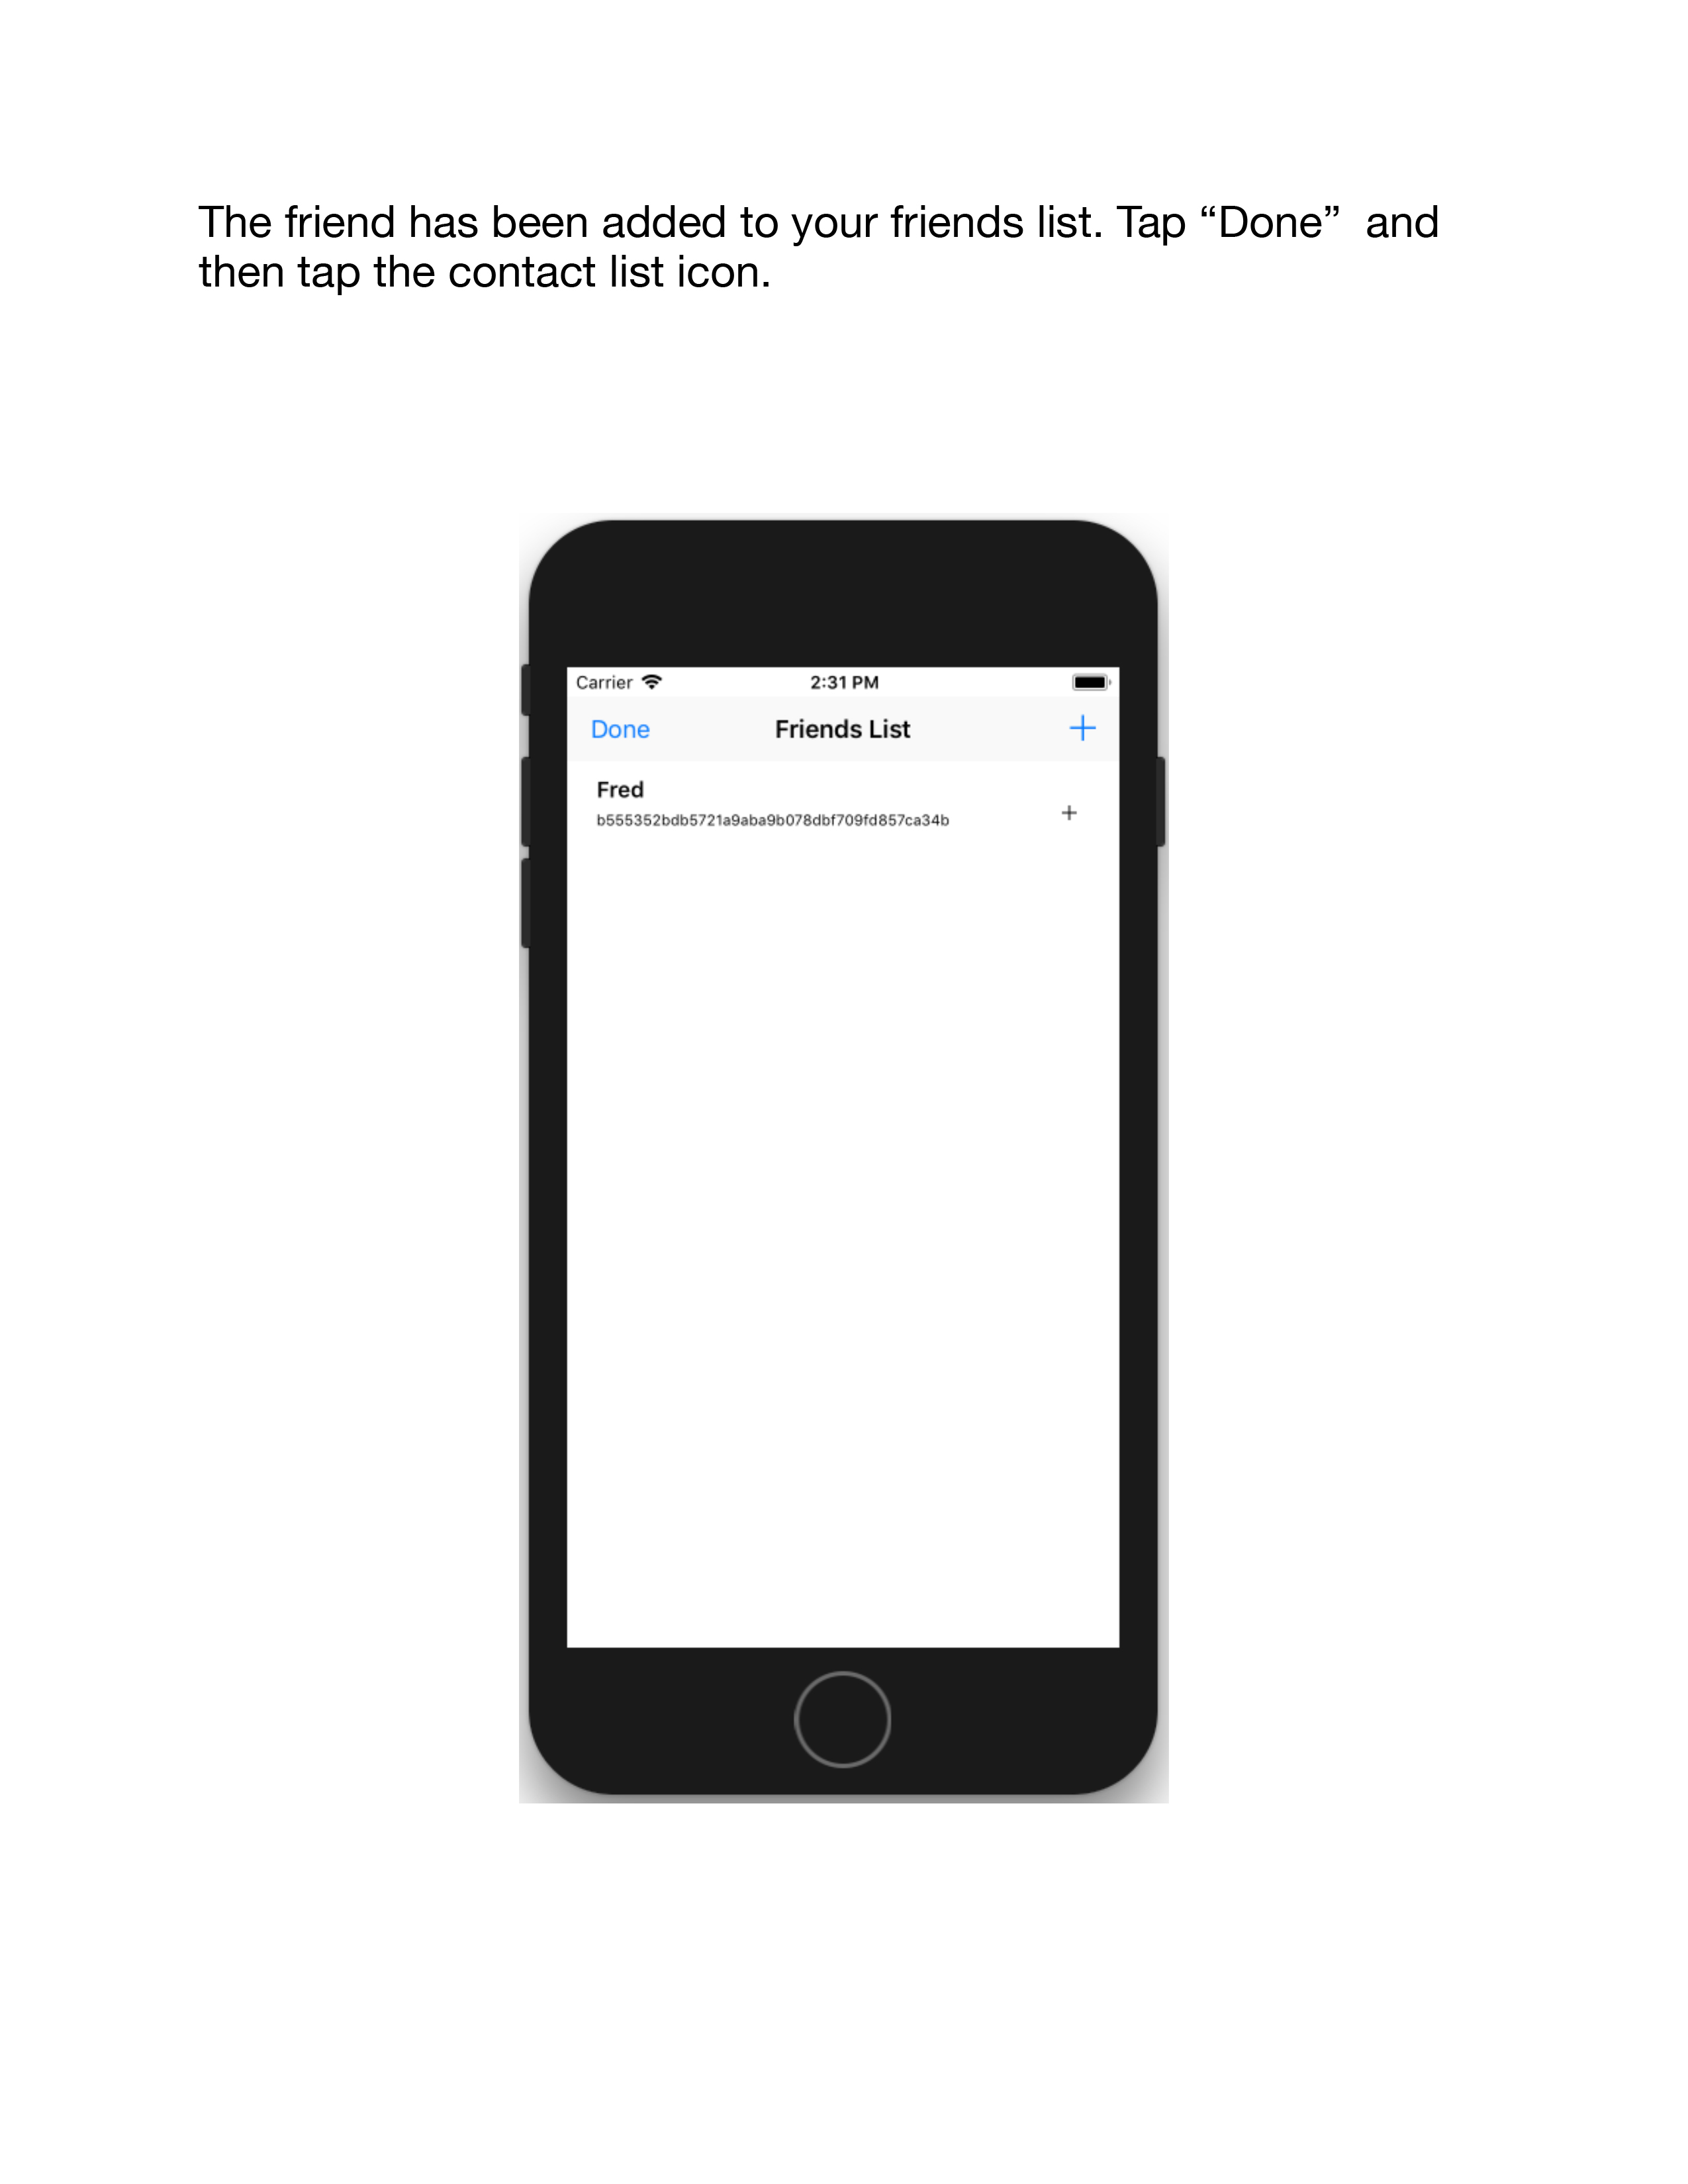 The friend has been added to your friends list. Tap “Done”  and
then tap the contact list icon.
Carrier 2:31 PM
Done Friends List +
Fred
b555352bdb5721a9aba9b078dbf709fd857ca34b +